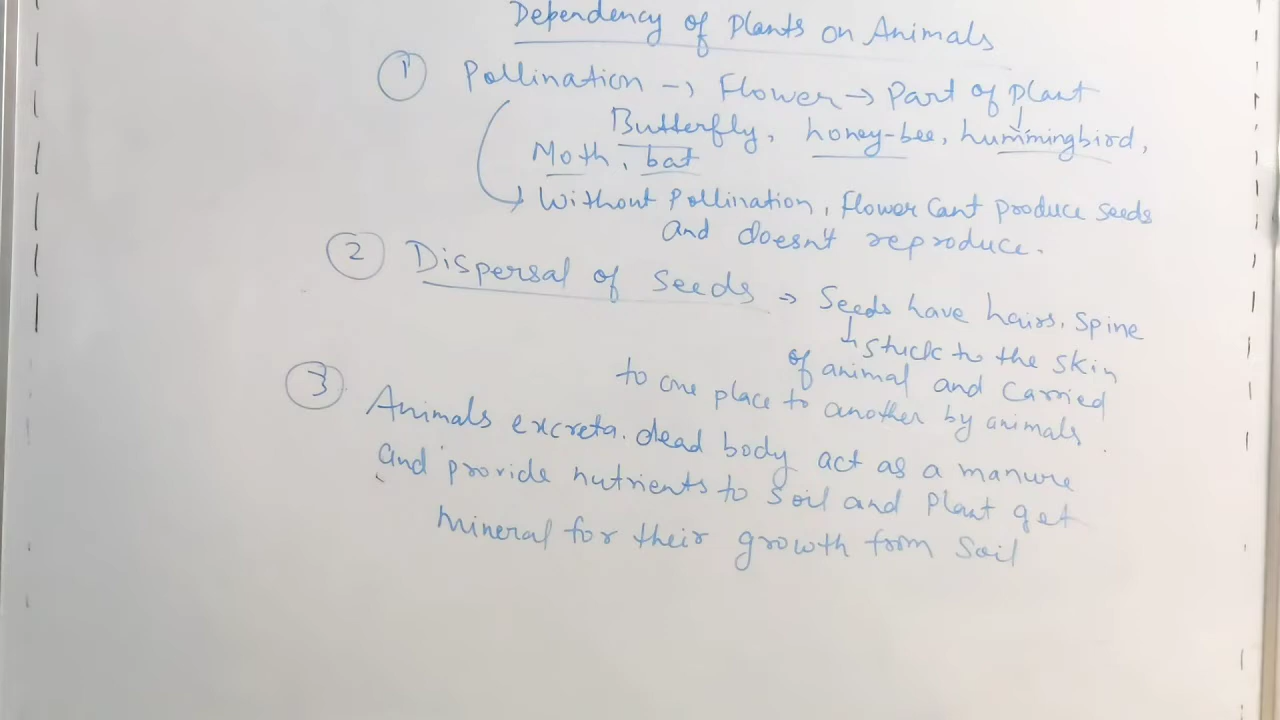 Dependency of Plants on Animals
1 Pollination → Flower → Part of plant
Butterfly, honey-bee, hummingbird,
Moth, bat
Without Pollination, Flower Cant produce seeds
and doesn't reproduce.
2 Dispersal of Seeds → Seeds have hairs, spine
stuck to the skin
of animal and carried
to one place to another by animals
3 Animals excreta. dead body act as a manure
and provide nutrients to soil and Plant get
mineral for their growth from soil